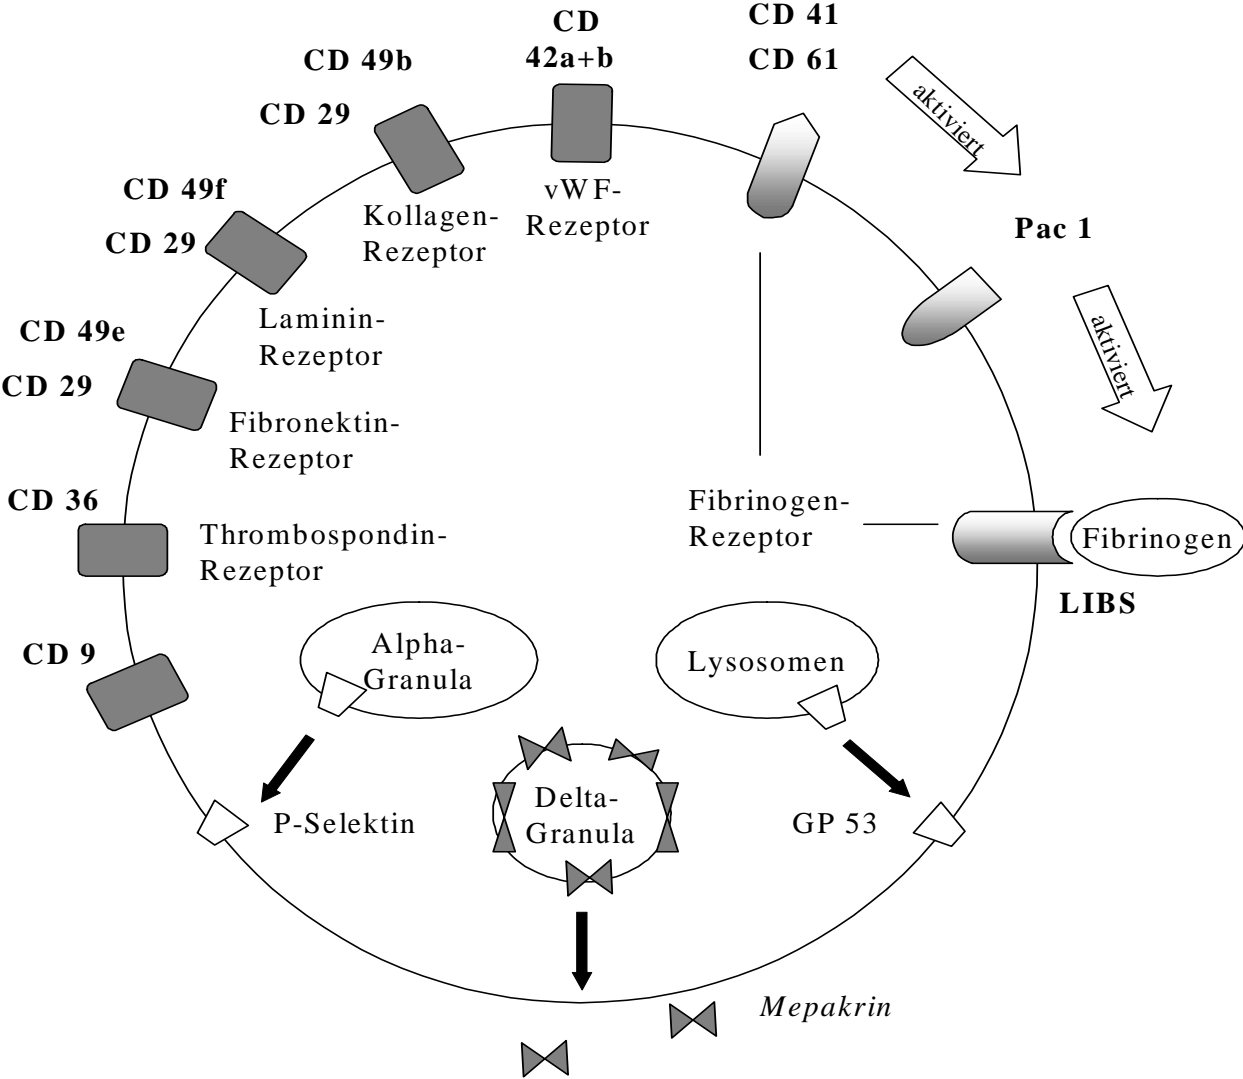 CD 41
CD 61
CD
42a+b
CD 49b
CD 29
aktiviert
CD 49f
CD 29
vWF-
Rezeptor
Kollagen-
Rezeptor
Pac 1
Laminin-
Rezeptor
aktiviert
CD 49e
CD 29
Fibronektin-
Rezeptor
CD 36
Thrombospondin-
Rezeptor
Fibrinogen-
Rezeptor
Fibrinogen
LIBS
CD 9
Alpha-
Granula
Lysosomen
P-Selektin
Delta-
Granula
GP 53
Mepakrin